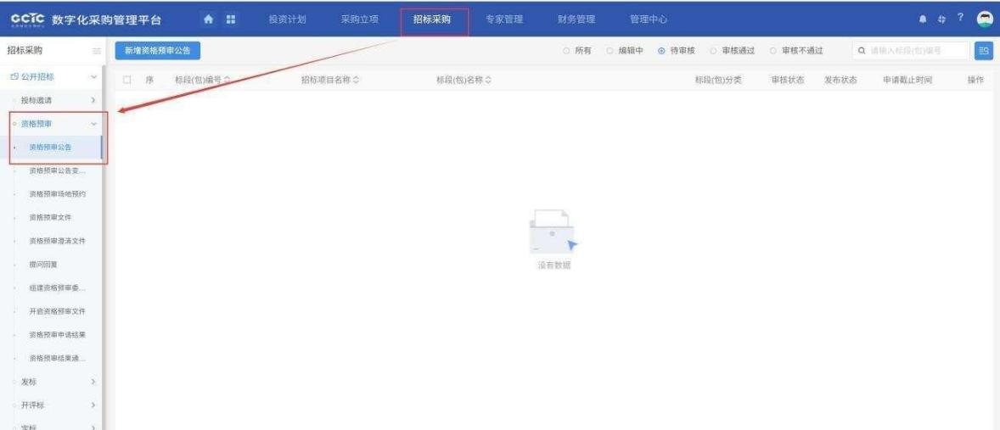 GCTC 数字化采购管理平台 投资计划 采购立项 招标采购 专家管理 财务管理 管理中心 ?
招标采购 新增资格预审公告 所有 编辑中 待审核 审核通过 审核不通过 请输入标段(包)编号
公开招标 序 标段(包)编号 招标项目名称 标段(包)名称 标段(包)分类 审核状态 发布状态 申请截止时间 操作
投标邀请
资格预审
资格预审公告
资格预审公告变...
资格预审场地预约
资格预审文件
资格预审澄清文件
提问回复
没有数据
组建资格预审委...
开启资格预审文件
资格预审申请结果
资格预审结果通...
发标
开评标
定标